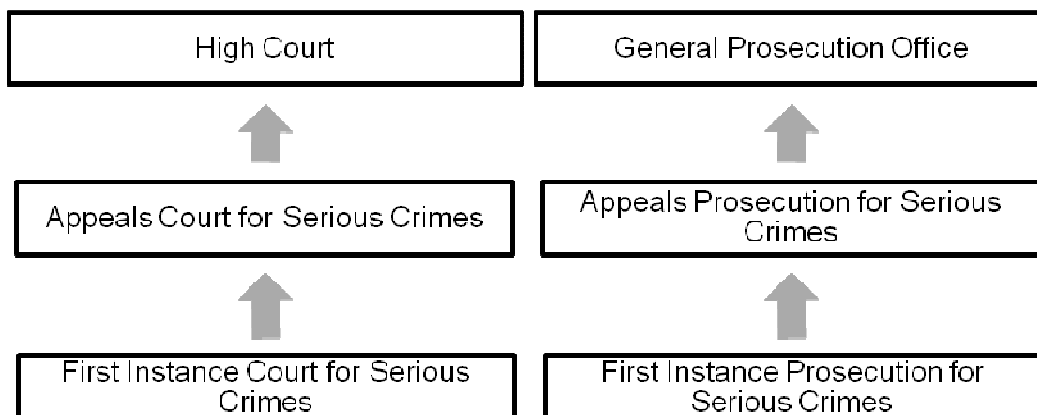 High Court
General Prosecution Office
Appeals Court for Serious Crimes
Appeals Prosecution for Serious
Crimes
First Instance Court for Serious
Crimes
First Instance Prosecution for
Serious Crimes